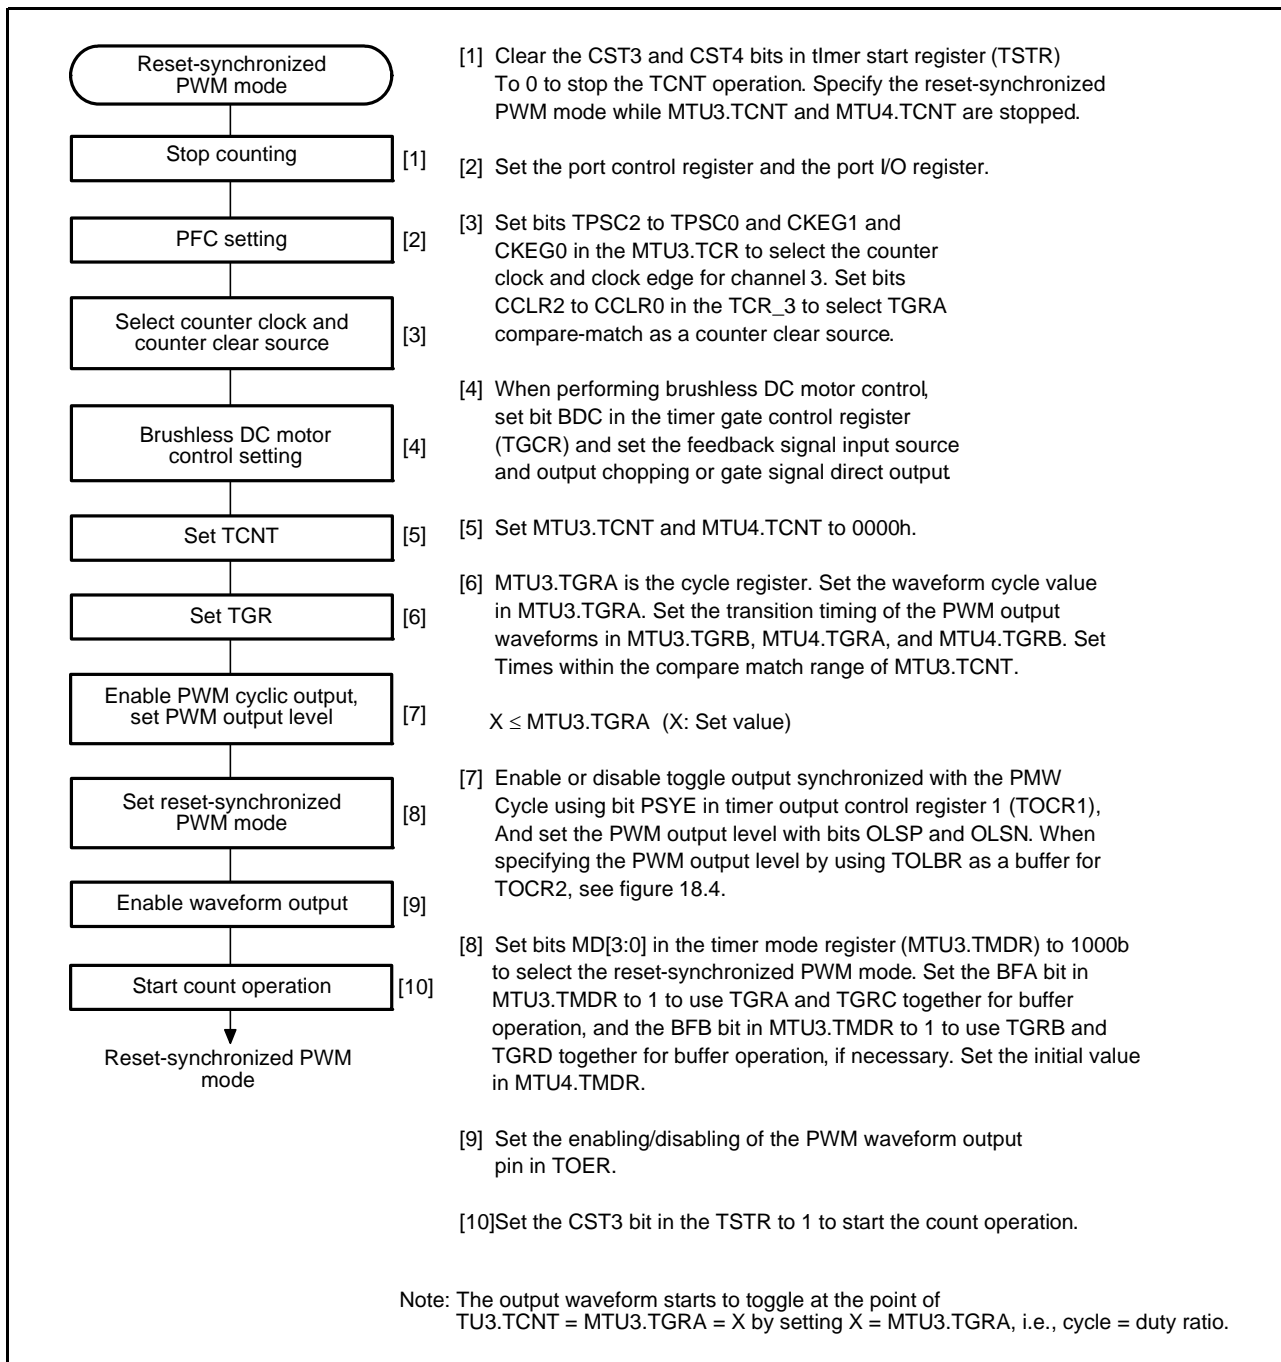 Reset-synchronized
PWM mode
Stop counting
[1]
PFC setting
[2]
Select counter clock and
counter clear source
[3]
Brushless DC motor
control setting
[4]
Set TCNT
[5]
Set TGR
[6]
Enable PWM cyclic output,
set PWM output level
[7]
Set reset-synchronized
PWM mode
[8]
Enable waveform output
[9]
Start count operation
[10]
Reset-synchronized PWM
mode
[1] Clear the CST3 and CST4 bits in tImer start register (TSTR)
To 0 to stop the TCNT operation. Specify the reset-synchronized
PWM mode while MTU3.TCNT and MTU4.TCNT are stopped.
[2] Set the port control register and the port I/O register.
[3] Set bits TPSC2 to TPSC0 and CKEG1 and
CKEG0 in the MTU3.TCR to select the counter
clock and clock edge for channel 3. Set bits
CCLR2 to CCLR0 in the TCR_3 to select TGRA
compare-match as a counter clear source.
[4] When performing brushless DC motor control,
set bit BDC in the timer gate control register
(TGCR) and set the feedback signal input source
and output chopping or gate signal direct output.
[5] Set MTU3.TCNT and MTU4.TCNT to 0000h.
[6] MTU3.TGRA is the cycle register. Set the waveform cycle value
in MTU3.TGRA. Set the transition timing of the PWM output
waveforms in MTU3.TGRB, MTU4.TGRA, and MTU4.TGRB. Set
Times within the compare match range of MTU3.TCNT.
X ≤ MTU3.TGRA (X: Set value)
[7] Enable or disable toggle output synchronized with the PMW
Cycle using bit PSYE in timer output control register 1 (TOCR1),
And set the PWM output level with bits OLSP and OLSN. When
specifying the PWM output level by using TOLBR as a buffer for
TOCR2, see figure 18.4.
[8] Set bits MD[3:0] in the timer mode register (MTU3.TMDR) to 1000b
to select the reset-synchronized PWM mode. Set the BFA bit in
MTU3.TMDR to 1 to use TGRA and TGRC together for buffer
operation, and the BFB bit in MTU3.TMDR to 1 to use TGRB and
TGRD together for buffer operation, if necessary. Set the initial value
in MTU4.TMDR.
[9] Set the enabling/disabling of the PWM waveform output
pin in TOER.
[10]Set the CST3 bit in the TSTR to 1 to start the count operation.
Note: The output waveform starts to toggle at the point of
TU3.TCNT = MTU3.TGRA = X by setting X = MTU3.TGRA, i.e., cycle = duty ratio.